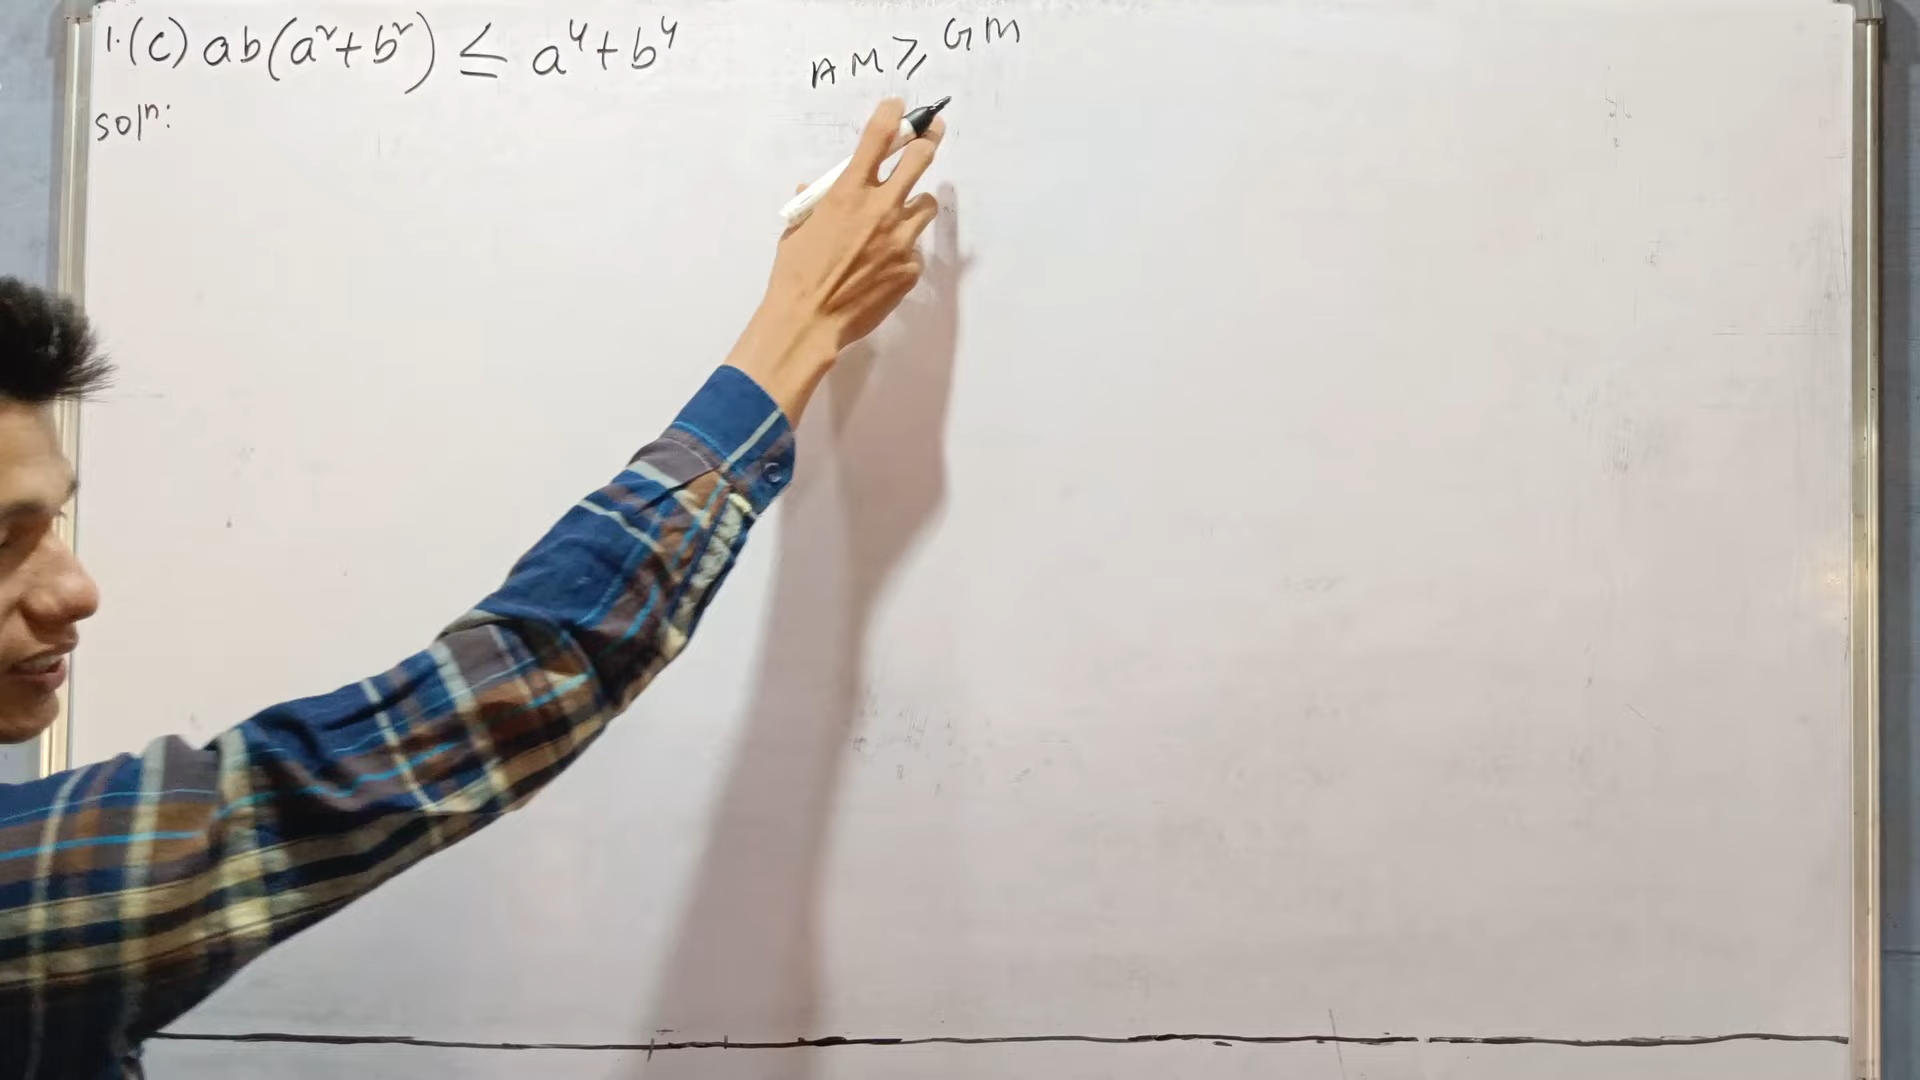 1.(c) ab(a²+b²) ≤ a⁴+b⁴
AM ≥ GM
solⁿ: